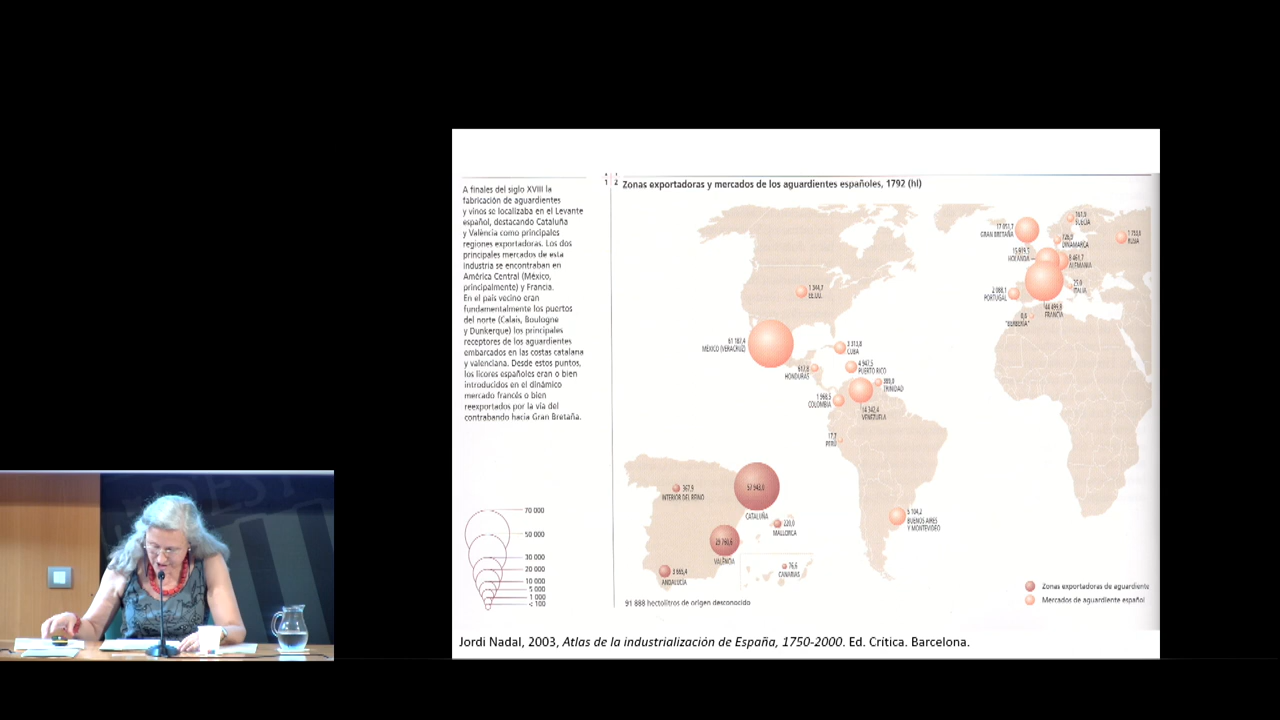 A finales del siglo XVIII la
fabricación de aguardientes
y vinos se localizaba en el Levante
español, destacando Cataluña
y València como principales
regiones exportadoras. Los dos
principales mercados de esta
industria se encontraban en
América Central (México,
principalmente) y Francia.
En el país vecino eran
fundamentalmente los puertos
del norte (Calais, Boulogne
y Dunkerque) los principales
receptores de los aguardientes
embarcados en las costas catalana
y valenciana. Desde estos puntos,
los licores españoles eran o bien
introducidos en el dinámico
mercado francés o bien
reexportados por la vía del
contrabando hacia Gran Bretaña.
70 000
50 000
30 000
20 000
10 000
5 000
1 000
< 100
Zonas exportadoras y mercados de los aguardientes españoles, 1792 (hl)
GRAN BRETAÑA
SUECIA
DINAMARCA
RUSIA
HOLANDA
ALEMANIA
ITALIA
PORTUGAL
FRANCIA
"BERBERÍA"
EE.UU.
MÉXICO (VERACRUZ)
CUBA
PUERTO RICO
HONDURAS
TRINIDAD
COLOMBIA
VENEZUELA
PERÚ
BUENOS AIRES
Y MONTEVIDEO
INTERIOR DEL REINO
CATALUÑA
220,0
MALLORCA
VALÈNCIA
ANDALUCÍA
76,6
CANARIAS
91 888 hectolitros de origen desconocido
Zonas exportadoras de aguardiente
Mercados de aguardiente español
Jordi Nadal, 2003, Atlas de la industrialización de España, 1750-2000. Ed. Crítica. Barcelona.